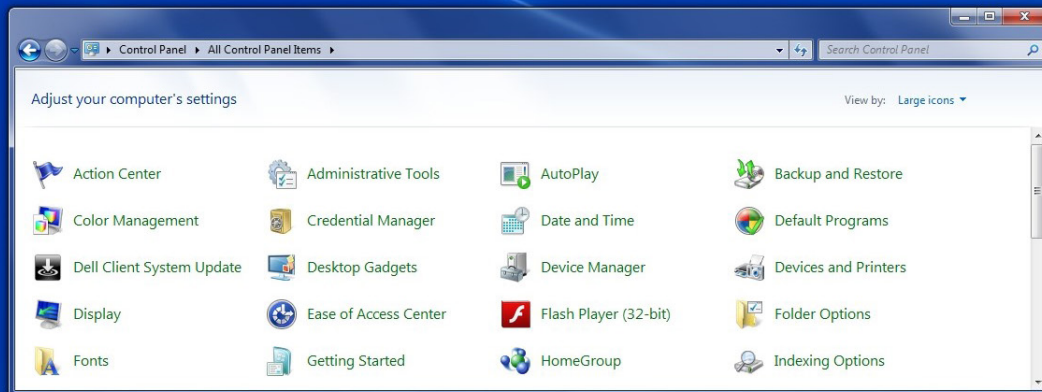 Control Panel All Control Panel Items Search Control Panel
Adjust your computer's settings View by: Large icons
Action Center Administrative Tools AutoPlay Backup and Restore
Color Management Credential Manager Date and Time Default Programs
Dell Client System Update Desktop Gadgets Device Manager Devices and Printers
Display Ease of Access Center Flash Player (32-bit) Folder Options
Fonts Getting Started HomeGroup Indexing Options